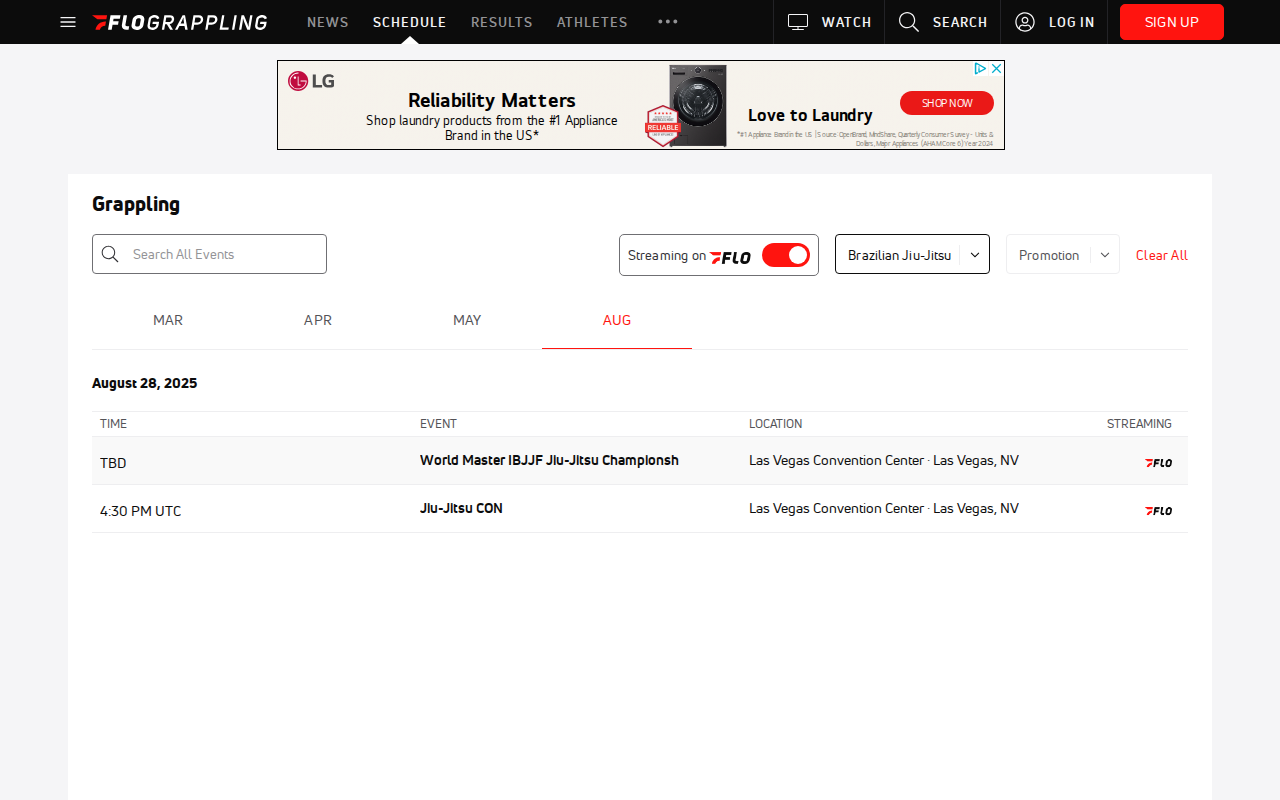 FLOGRAPPLING NEWS SCHEDULE RESULTS ATHLETES WATCH SEARCH LOG IN SIGN UP
LG
Reliability Matters
Shop laundry products from the #1 Appliance
Brand in the US*
RELIABLE
Love to Laundry
SHOP NOW
*#1 Appliance Brand in the US | Source: OpenBrand, MindShare, Quarterly Consumer Survey - Units &
Dollars, Major Appliances (AHAM Core 6) Year 2024
Grappling
Search All Events
Streaming on FLO
Brazilian Jiu-Jitsu
Promotion
Clear All
MAR APR MAY AUG
August 28, 2025
TIME EVENT LOCATION STREAMING
TBD World Master IBJJF Jiu-Jitsu Championsh Las Vegas Convention Center · Las Vegas, NV FLO
4:30 PM UTC Jiu-Jitsu CON Las Vegas Convention Center · Las Vegas, NV FLO